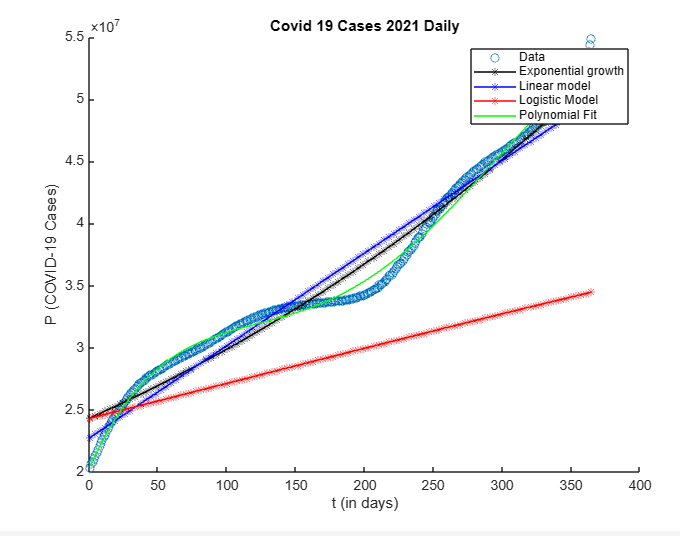 Covid 19 Cases 2021 Daily
×10⁷
5.5
5
4.5
4
3.5
3
2.5
2
P (COVID-19 Cases)
Data
Exponential growth
Linear model
Logistic Model
Polynomial Fit
0 50 100 150 200 250 300 350 400
t (in days)